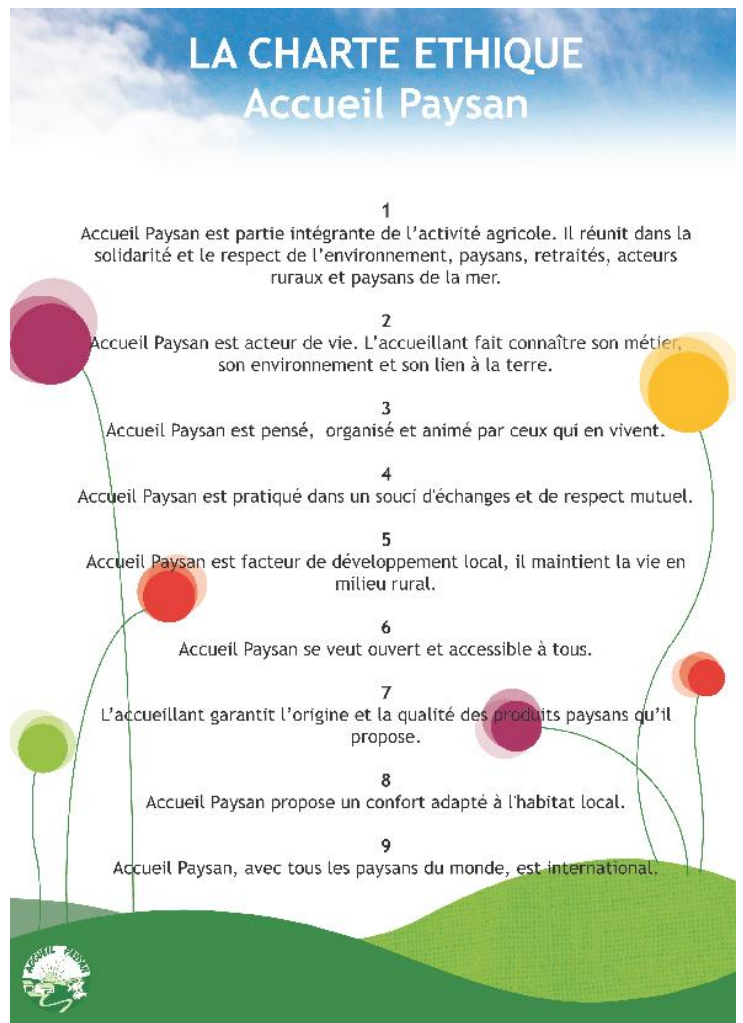 LA CHARTE ETHIQUE
Accueil Paysan
1
Accueil Paysan est partie intégrante de l'activité agricole. Il réunit dans la
solidarité et le respect de l'environnement, paysans, retraités, acteurs
ruraux et paysans de la mer.
2
Accueil Paysan est acteur de vie. L'accueillant fait connaître son métier,
son environnement et son lien à la terre.
3
Accueil Paysan est pensé, organisé et animé par ceux qui en vivent.
4
Accueil Paysan est pratiqué dans un souci d'échanges et de respect mutuel.
5
Accueil Paysan est facteur de développement local, il maintient la vie en
milieu rural.
6
Accueil Paysan se veut ouvert et accessible à tous.
7
L'accueillant garantit l'origine et la qualité des produits paysans qu'il
propose.
8
Accueil Paysan propose un confort adapté à l'habitat local.
9
Accueil Paysan, avec tous les paysans du monde, est international.
ACCUEIL PAYSAN